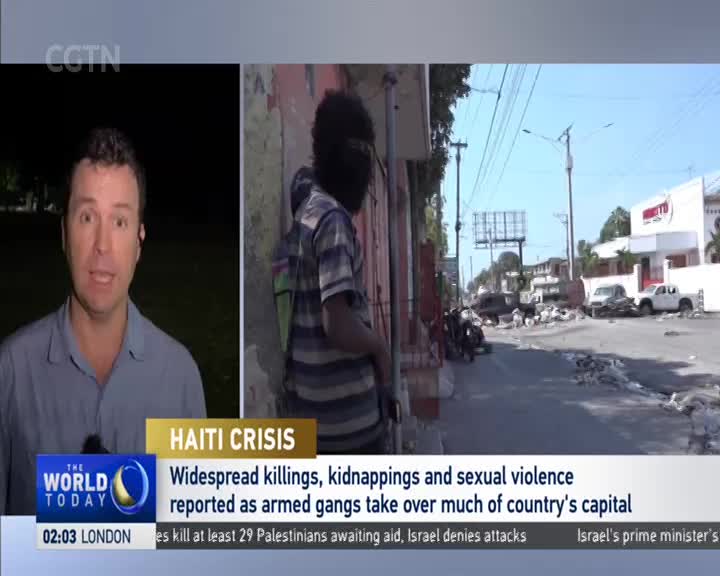 CGTN
HAITI CRISIS
Widespread killings, kidnappings and sexual violence
reported as armed gangs take over much of country's capital
THE
WORLD
TODAY
02:03 LONDON
es kill at least 29 Palestinians awaiting aid, Israel denies attacks Israel's prime minister's